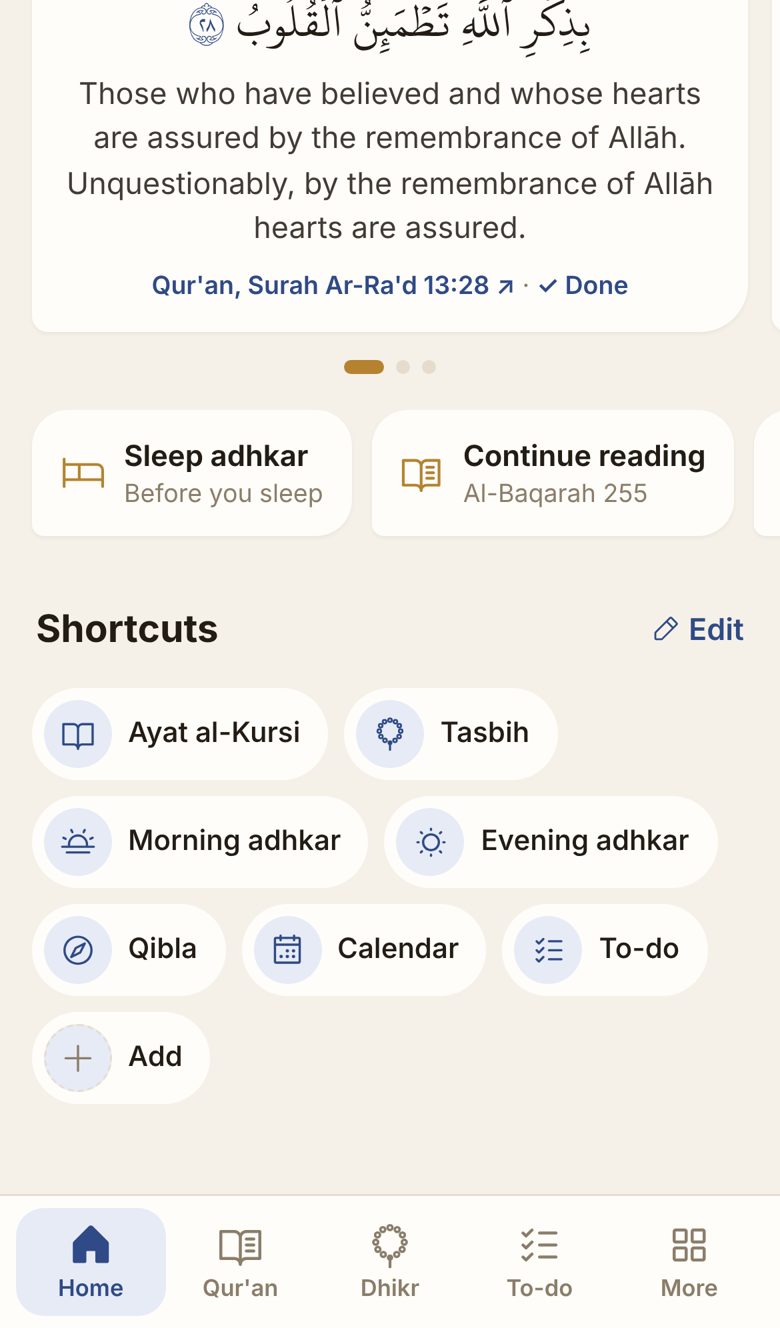 بِذِكْرِ ٱللَّهِ تَطْمَئِنُّ ٱلْقُلُوبُ ٢٨
Those who have believed and whose hearts
are assured by the remembrance of Allāh.
Unquestionably, by the remembrance of Allāh
hearts are assured.
Qur'an, Surah Ar-Ra'd 13:28 ↗ · ✓ Done
Sleep adhkar
Before you sleep
Continue reading
Al-Baqarah 255
Shortcuts
Edit
Ayat al-Kursi
Tasbih
Morning adhkar
Evening adhkar
Qibla
Calendar
To-do
Add
Home
Qur'an
Dhikr
To-do
More